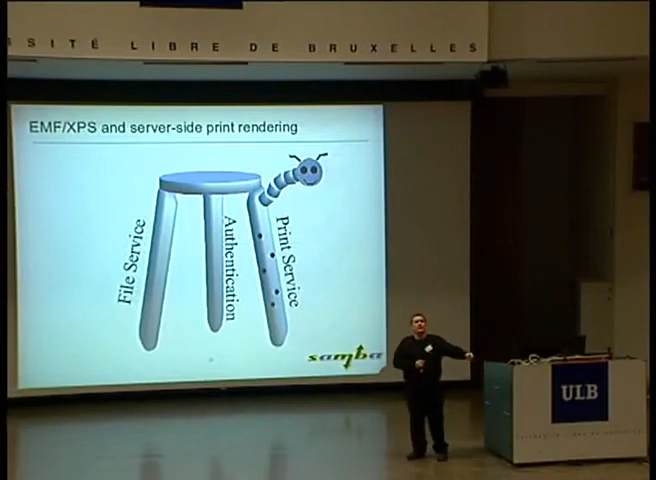 SITÉ LIBRE DE BRUXELLES
EMF/XPS and server-side print rendering
File Service
Authentication
Print Service
samba
ULB